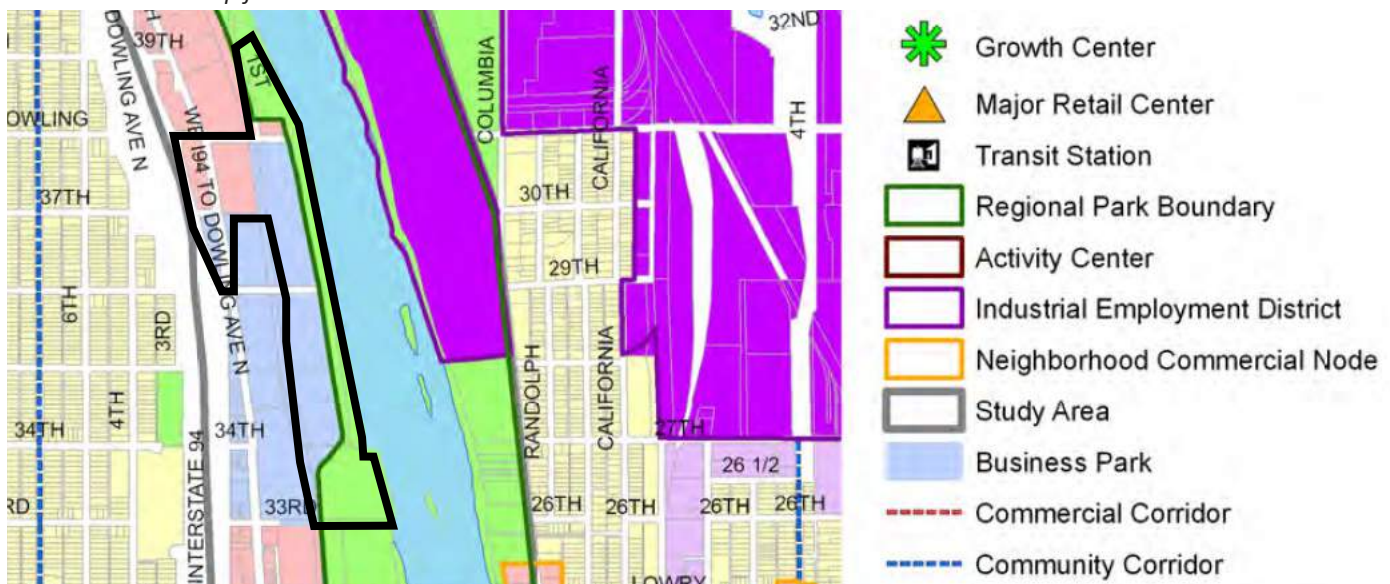 39TH
1ST
DOWLING AVE N
OWLING
WB I94 TO DOWLING AVE N
37TH
6TH
3RD
4TH
34TH
34TH
RD
33RD
INTERSTATE 94
COLUMBIA
CALIFORNIA
32ND
4TH
30TH
29TH
RANDOLPH
CALIFORNIA
27TH
26 1/2
26TH
26TH
26TH
26TH
LOWRY
Growth Center
Major Retail Center
Transit Station
Regional Park Boundary
Activity Center
Industrial Employment District
Neighborhood Commercial Node
Study Area
Business Park
Commercial Corridor
Community Corridor